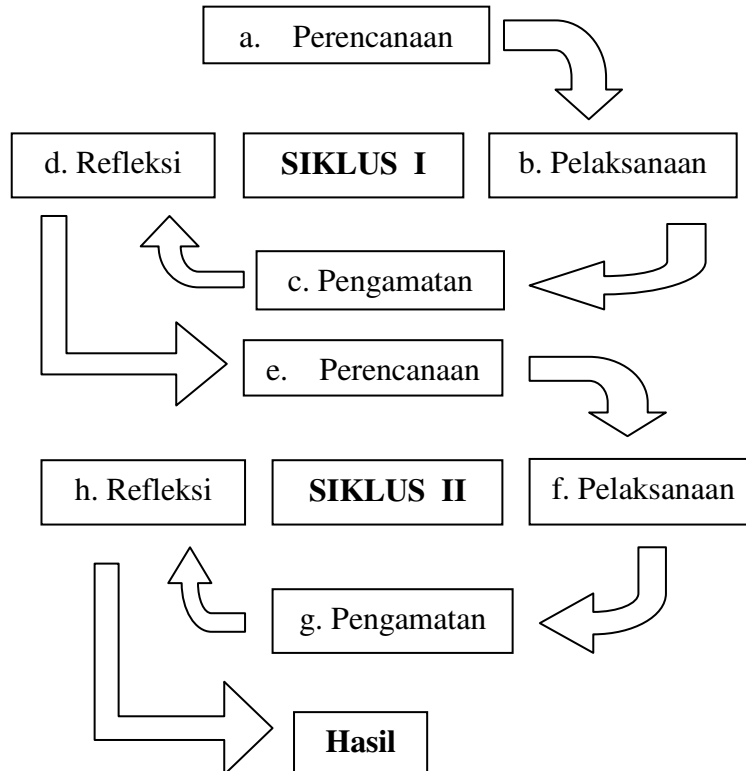 a. Perencanaan
d. Refleksi
SIKLUS I
b. Pelaksanaan
c. Pengamatan
e. Perencanaan
h. Refleksi
SIKLUS II
f. Pelaksanaan
g. Pengamatan
Hasil